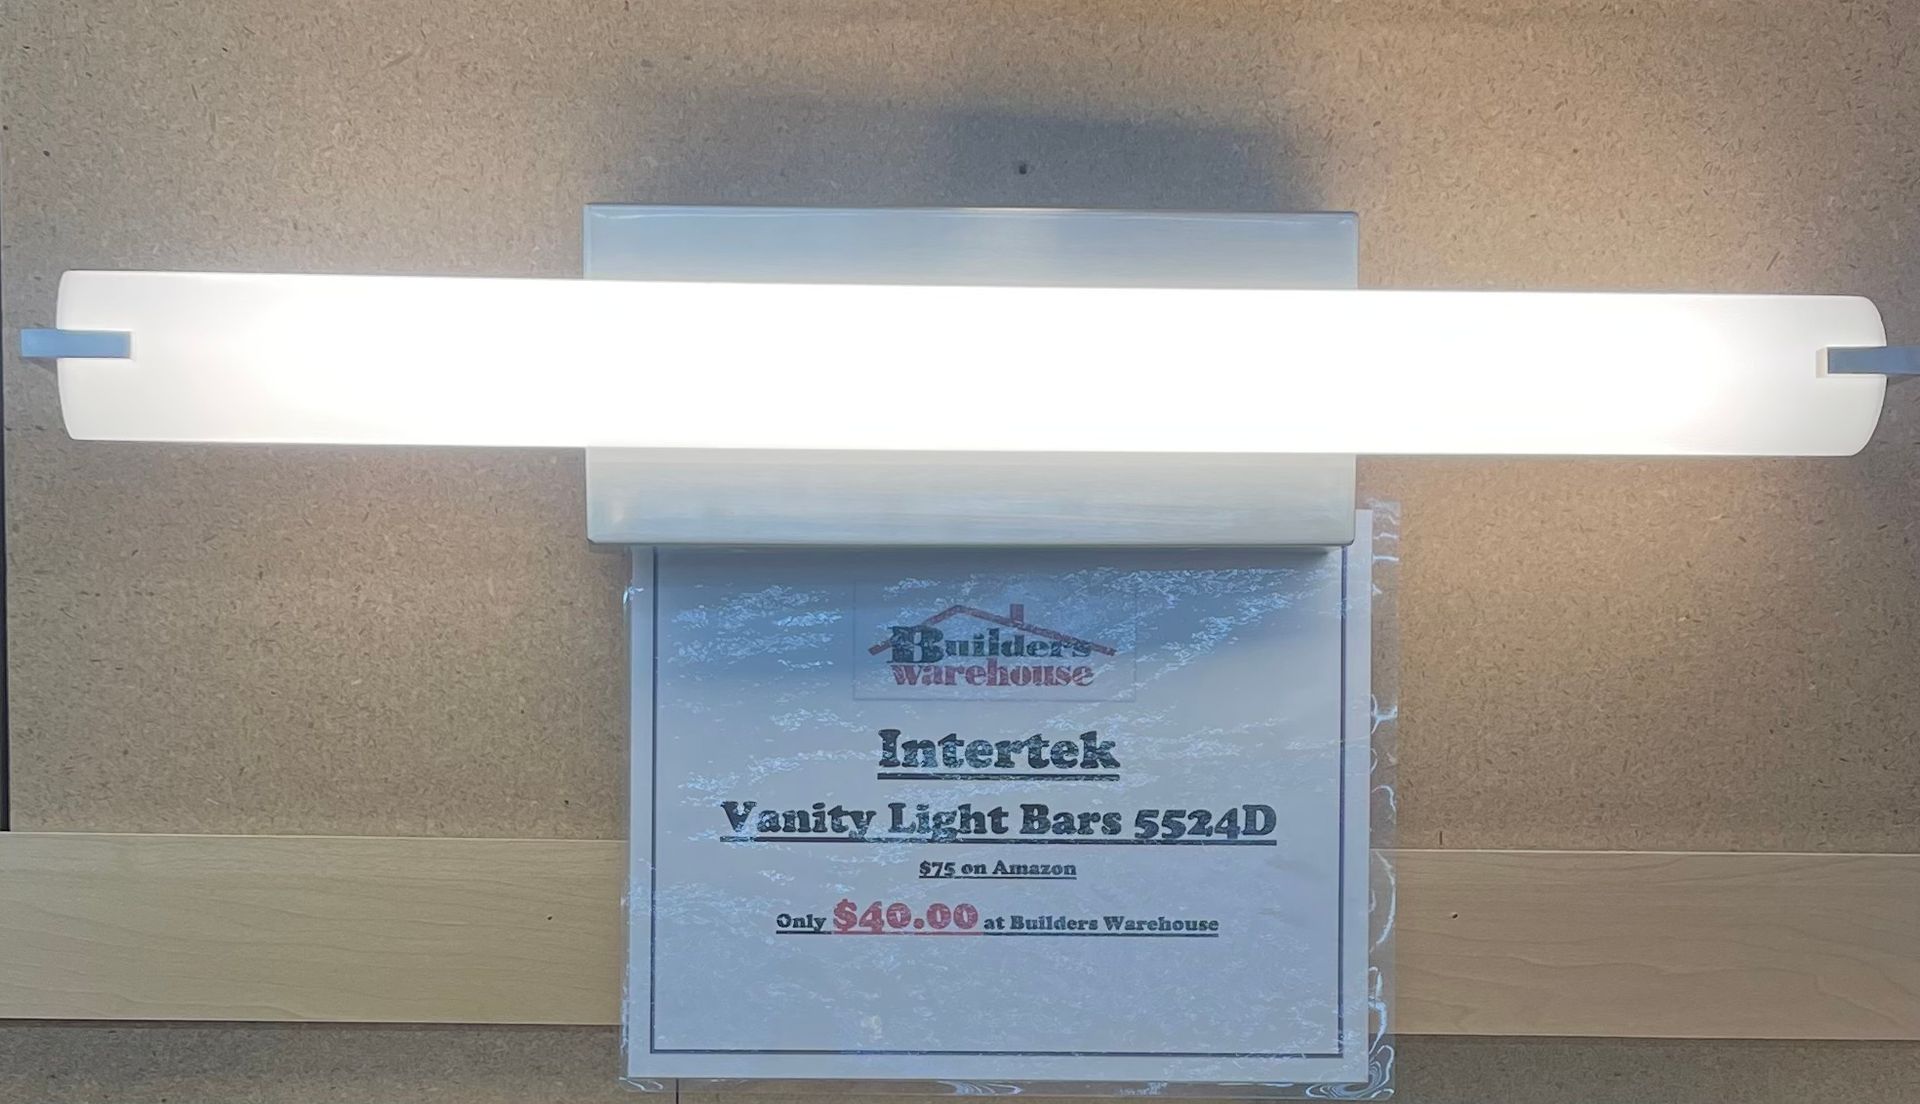 Builders
warehouse
Intertek
Vanity Light Bars 5524D
$75 on Amazon
Only $40.00 at Builders Warehouse